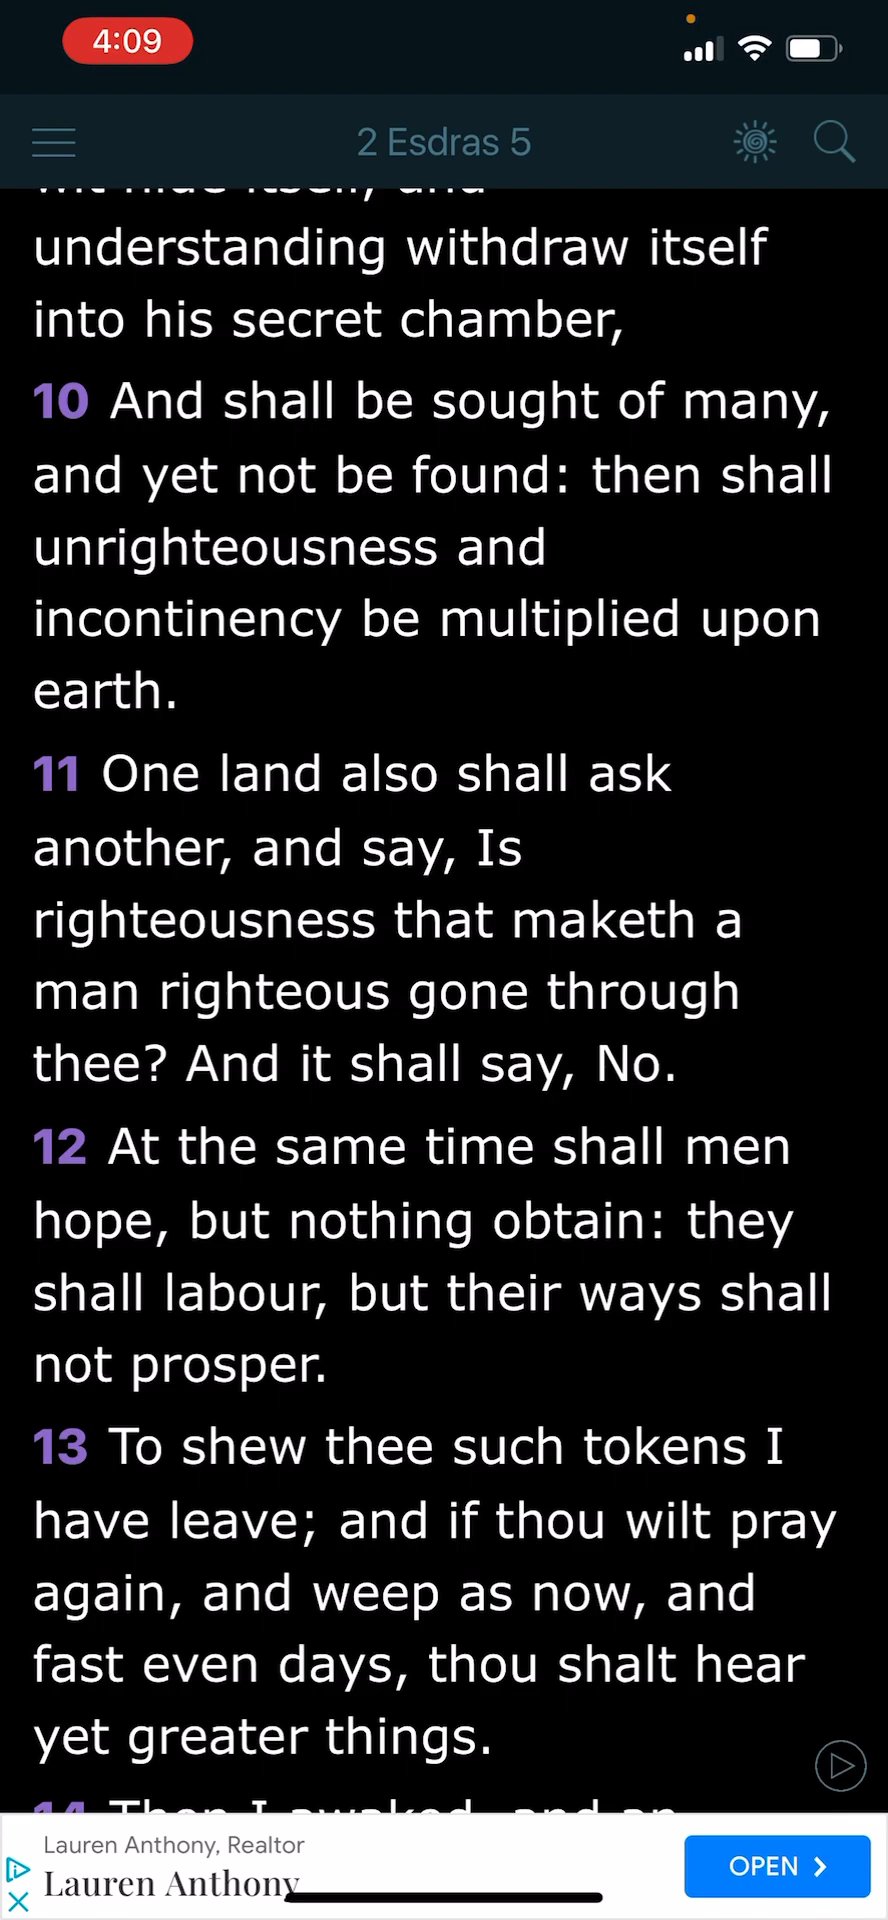 4:09
2 Esdras 5
understanding withdraw itself
into his secret chamber,
10 And shall be sought of many,
and yet not be found: then shall
unrighteousness and
incontinency be multiplied upon
earth.
11 One land also shall ask
another, and say, Is
righteousness that maketh a
man righteous gone through
thee? And it shall say, No.
12 At the same time shall men
hope, but nothing obtain: they
shall labour, but their ways shall
not prosper.
13 To shew thee such tokens I
have leave; and if thou wilt pray
again, and weep as now, and
fast even days, thou shalt hear
yet greater things.
14 Then I awaked, and an
Lauren Anthony, Realtor
Lauren Anthony
OPEN